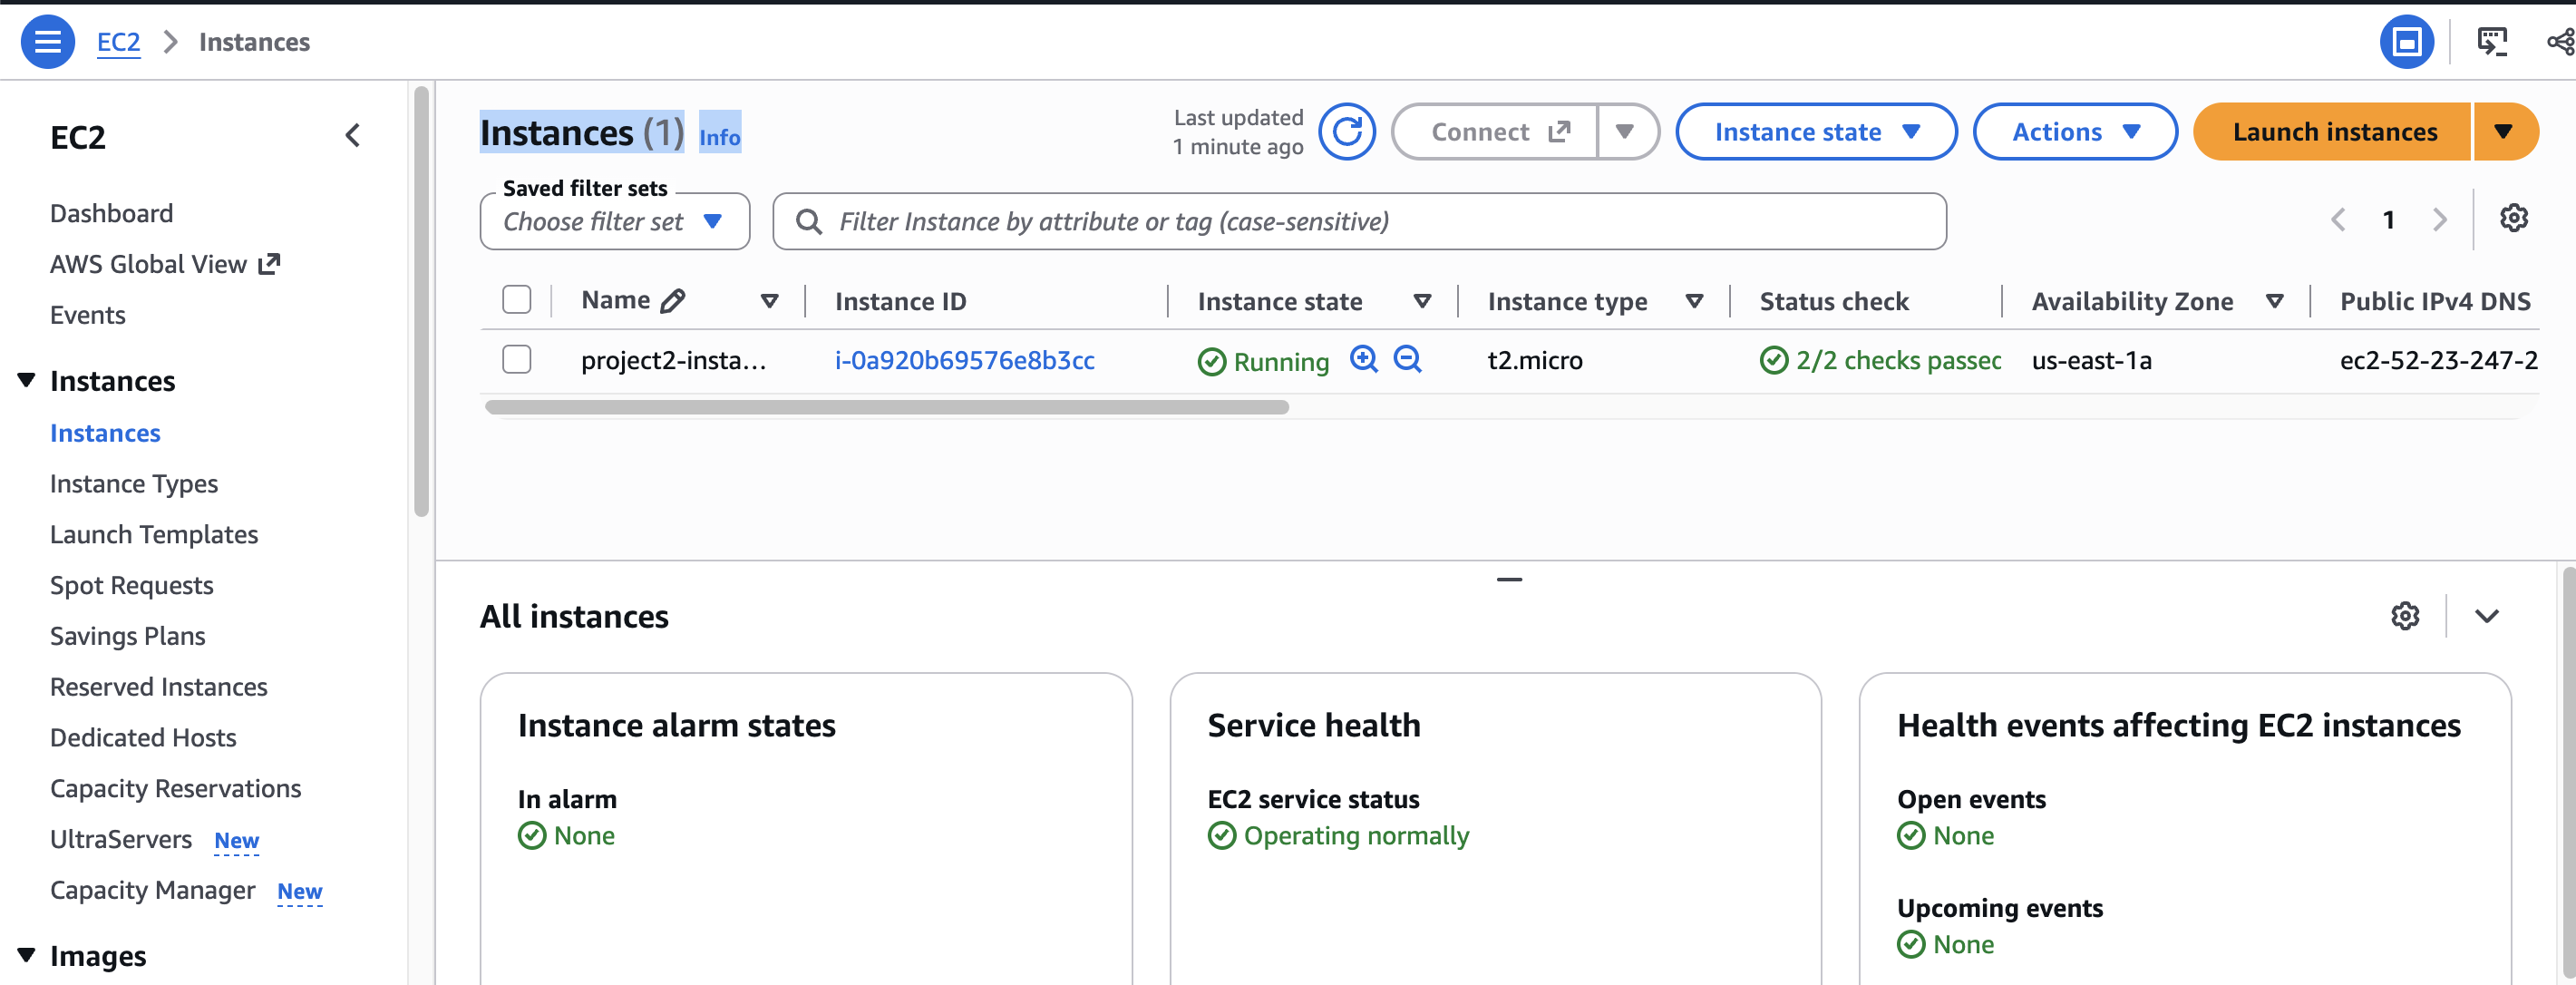 EC2 > Instances
EC2
Dashboard
AWS Global View
Events
Instances
Instances
Instance Types
Launch Templates
Spot Requests
Savings Plans
Reserved Instances
Dedicated Hosts
Capacity Reservations
UltraServers New
Capacity Manager New
Images
Instances (1) Info
Last updated
1 minute ago
Connect
Instance state
Actions
Launch instances
Saved filter sets
Choose filter set
Filter Instance by attribute or tag (case-sensitive)
1
Name Instance ID Instance state Instance type Status check Availability Zone Public IPv4 DNS
project2-insta... i-0a920b69576e8b3cc Running t2.micro 2/2 checks passed us-east-1a ec2-52-23-247-2
All instances
Instance alarm states
In alarm
None
Service health
EC2 service status
Operating normally
Health events affecting EC2 instances
Open events
None
Upcoming events
None